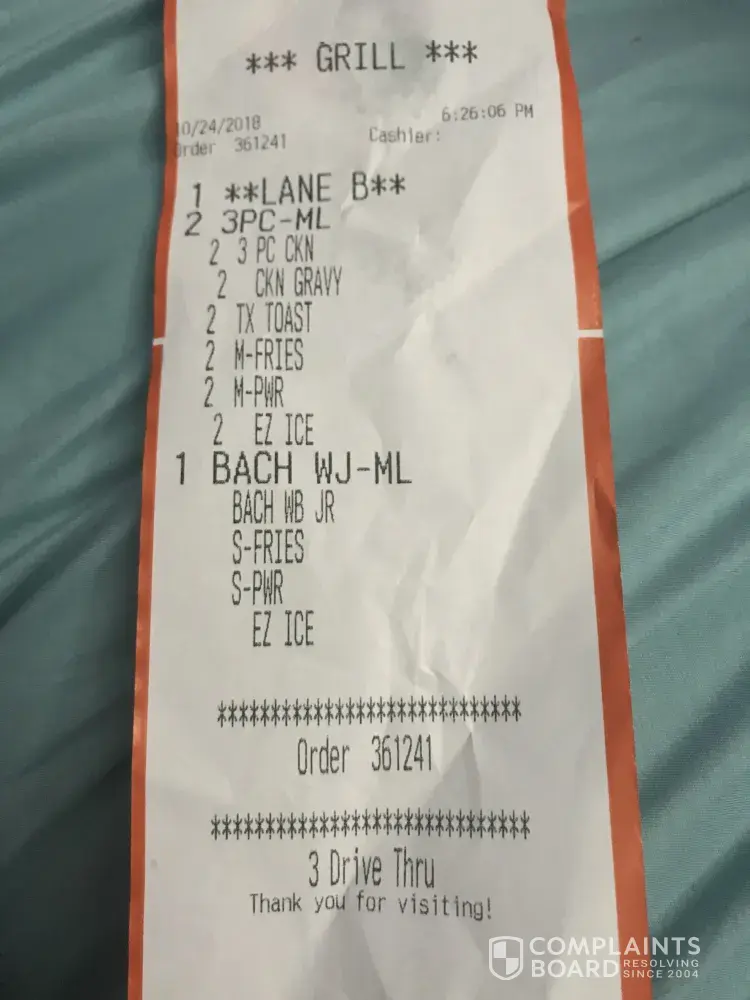 *** GRILL ***
10/24/2018 6:26:06 PM
Order 361241 Cashier:
1 **LANE B**
2 3PC-ML
2 3 PC CKN
2 CKN GRAVY
2 TX TOAST
2 M-FRIES
2 M-PWR
2 EZ ICE
1 BACH WJ-ML
BACH WB JR
S-FRIES
S-PWR
EZ ICE
****************************
Order 361241
****************************
3 Drive Thru
Thank you for visiting!
COMPLAINTS
BOARD RESOLVING SINCE 2004